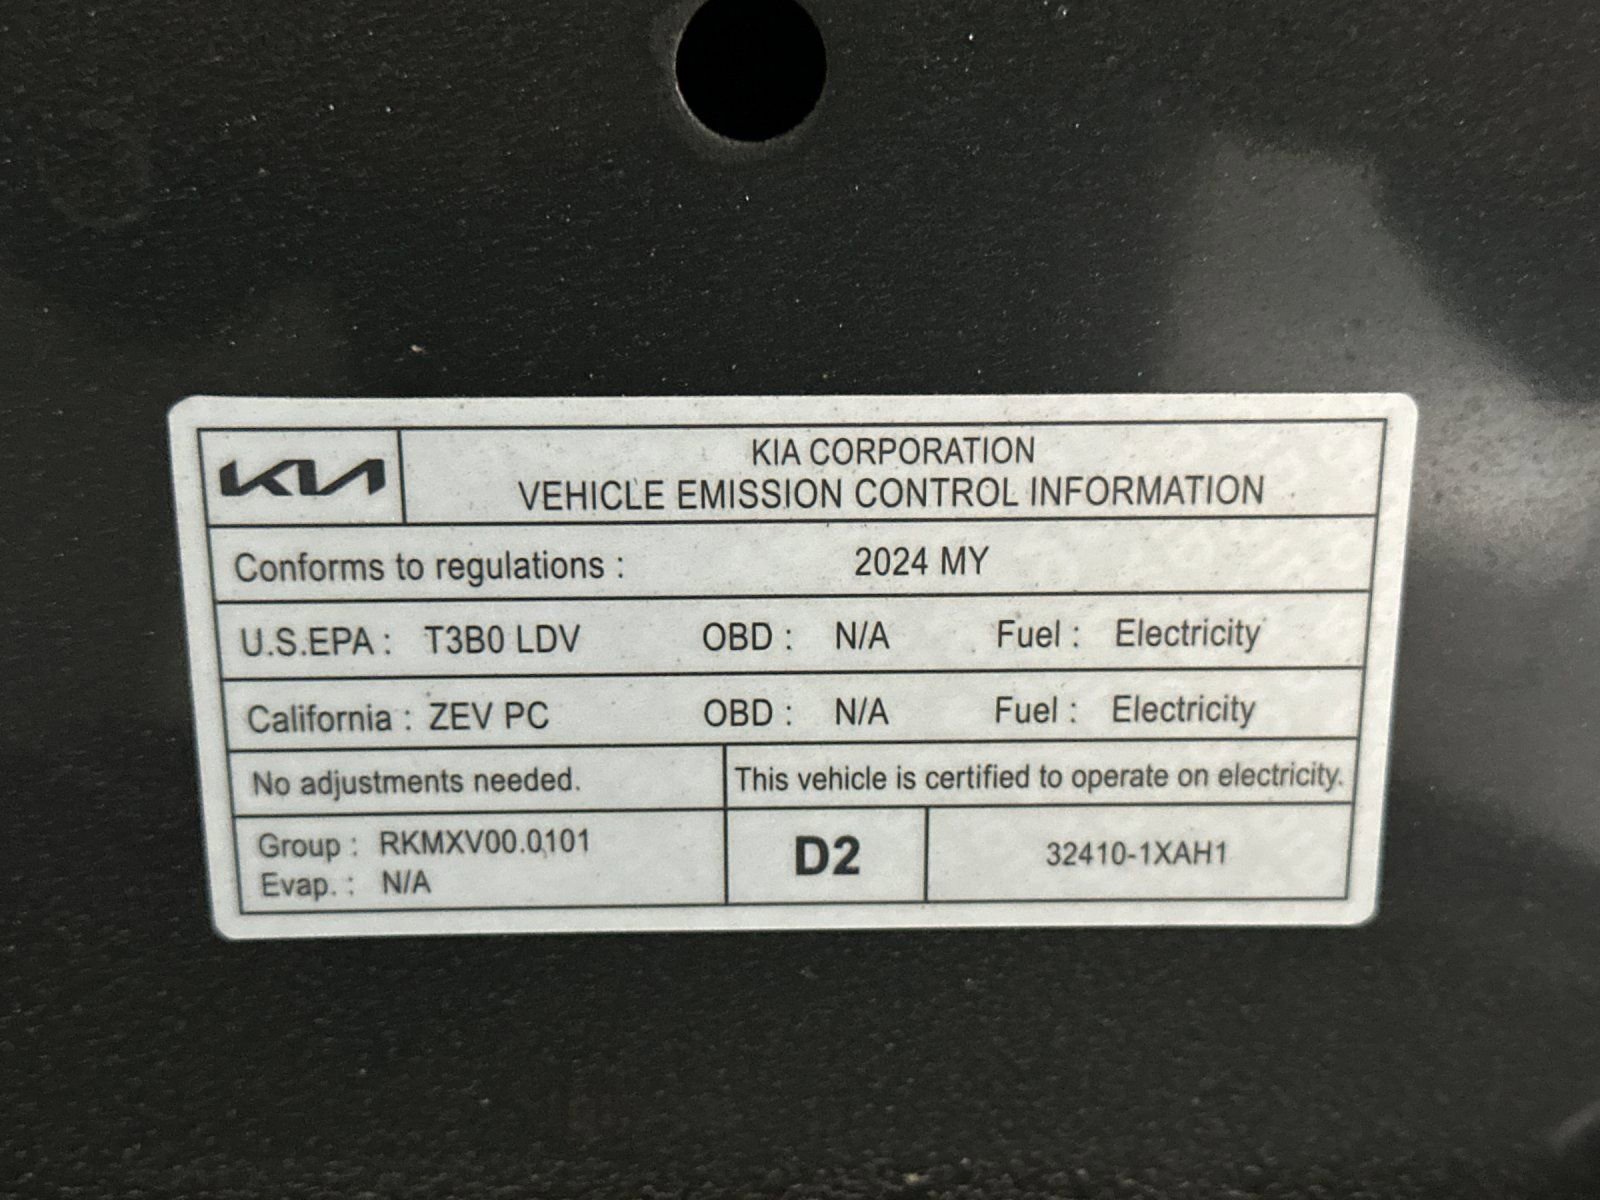 KIA
KIA CORPORATION
VEHICLE EMISSION CONTROL INFORMATION
Conforms to regulations : 2024 MY
U.S.EPA : T3B0 LDV OBD : N/A Fuel : Electricity
California : ZEV PC OBD : N/A Fuel : Electricity
No adjustments needed. This vehicle is certified to operate on electricity.
Group : RKMXV00.0101
Evap. : N/A
D2
32410-1XAH1